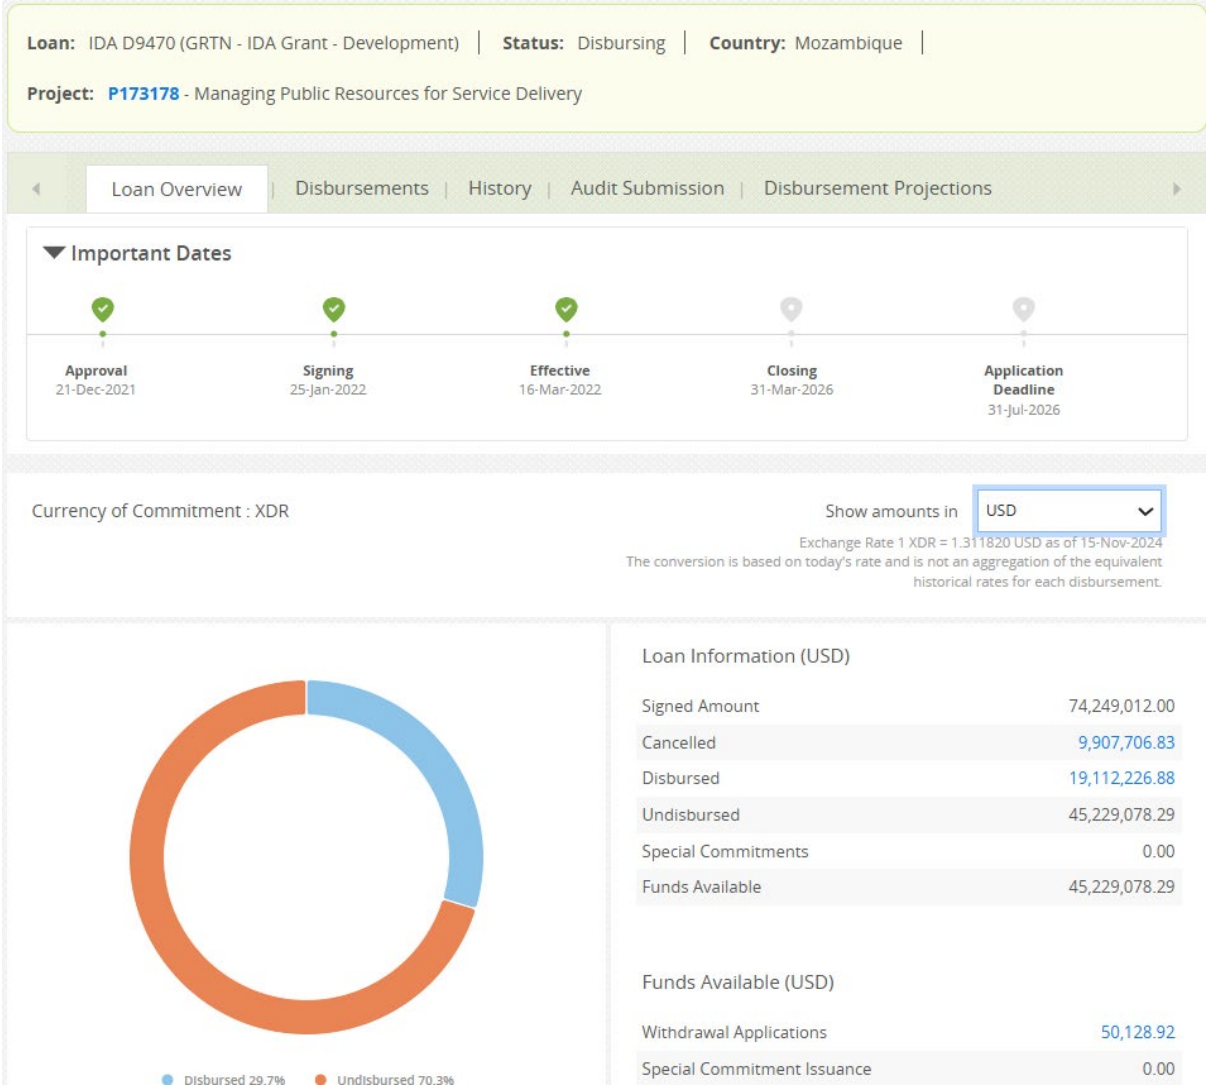 Loan: IDA D9470 (GRTN - IDA Grant - Development) | Status: Disbursing | Country: Mozambique |
Project: P173178 - Managing Public Resources for Service Delivery
Loan Overview | Disbursements | History | Audit Submission | Disbursement Projections
Important Dates
Approval
21-Dec-2021
Signing
25-Jan-2022
Effective
16-Mar-2022
Closing
31-Mar-2026
Application
Deadline
31-Jul-2026
Currency of Commitment : XDR
Show amounts in USD
Exchange Rate 1 XDR = 1.311820 USD as of 15-Nov-2024
The conversion is based on today's rate and is not an aggregation of the equivalent
historical rates for each disbursement.
Disbursed 29.7% Undisbursed 70.3%
Loan Information (USD)
Signed Amount 74,249,012.00
Cancelled 9,907,706.83
Disbursed 19,112,226.88
Undisbursed 45,229,078.29
Special Commitments 0.00
Funds Available 45,229,078.29
Funds Available (USD)
Withdrawal Applications 50,128.92
Special Commitment Issuance 0.00